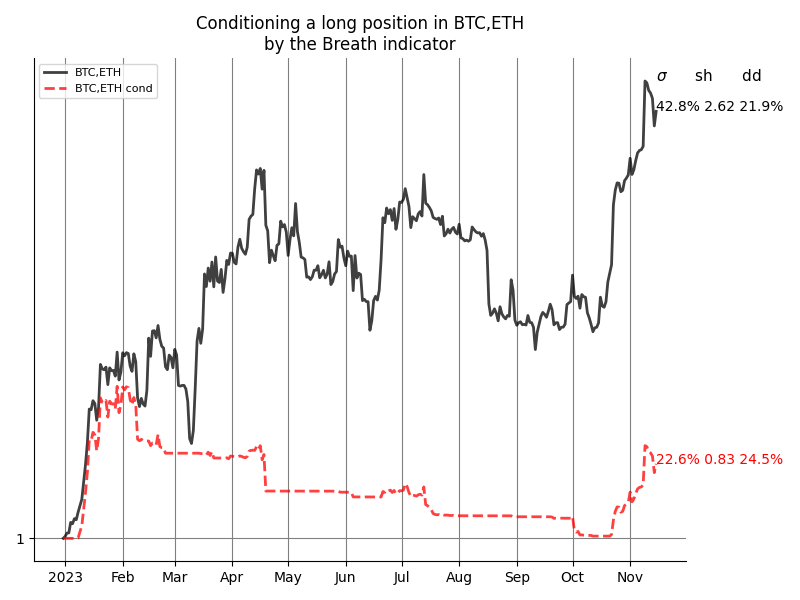 Conditioning a long position in BTC,ETH
by the Breath indicator
BTC,ETH
BTC,ETH cond
σ sh dd
42.8% 2.62 21.9%
22.6% 0.83 24.5%
1
2023 Feb Mar Apr May Jun Jul Aug Sep Oct Nov